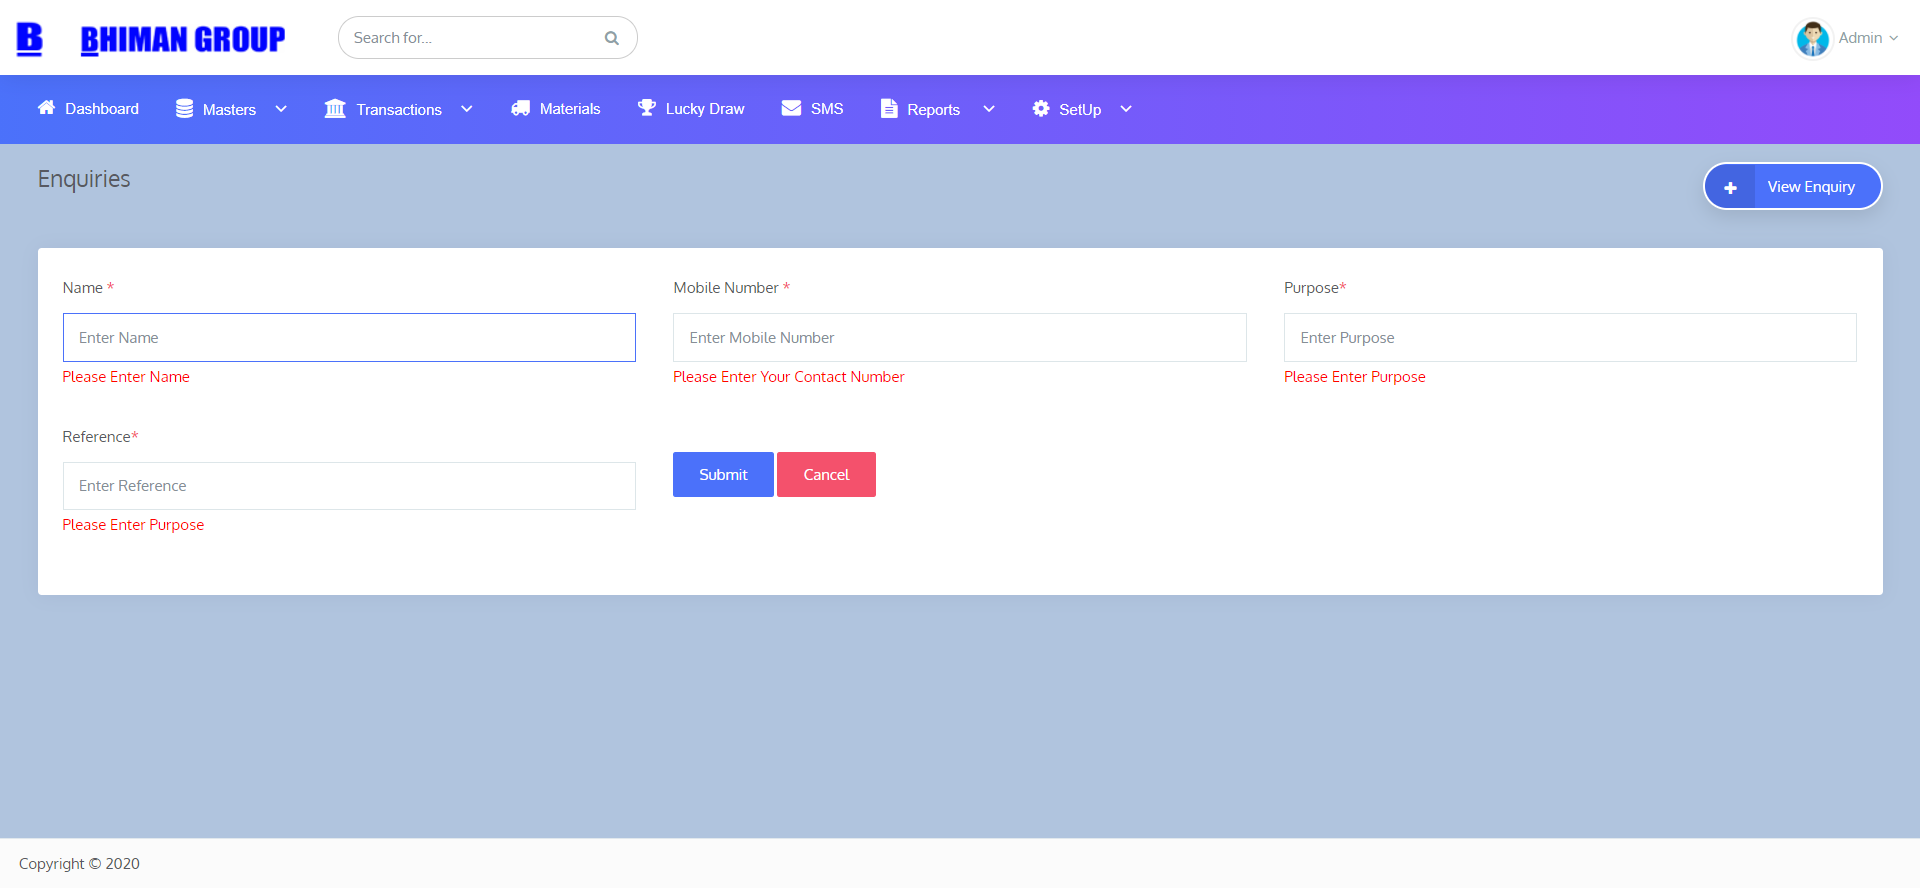 B BHIMAN GROUP Search for... Admin
Dashboard Masters Transactions Materials Lucky Draw SMS Reports SetUp
Enquiries View Enquiry
Name * Mobile Number * Purpose*
Enter Name Enter Mobile Number Enter Purpose
Please Enter Name Please Enter Your Contact Number Please Enter Purpose
Reference*
Enter Reference Submit Cancel
Please Enter Purpose
Copyright © 2020